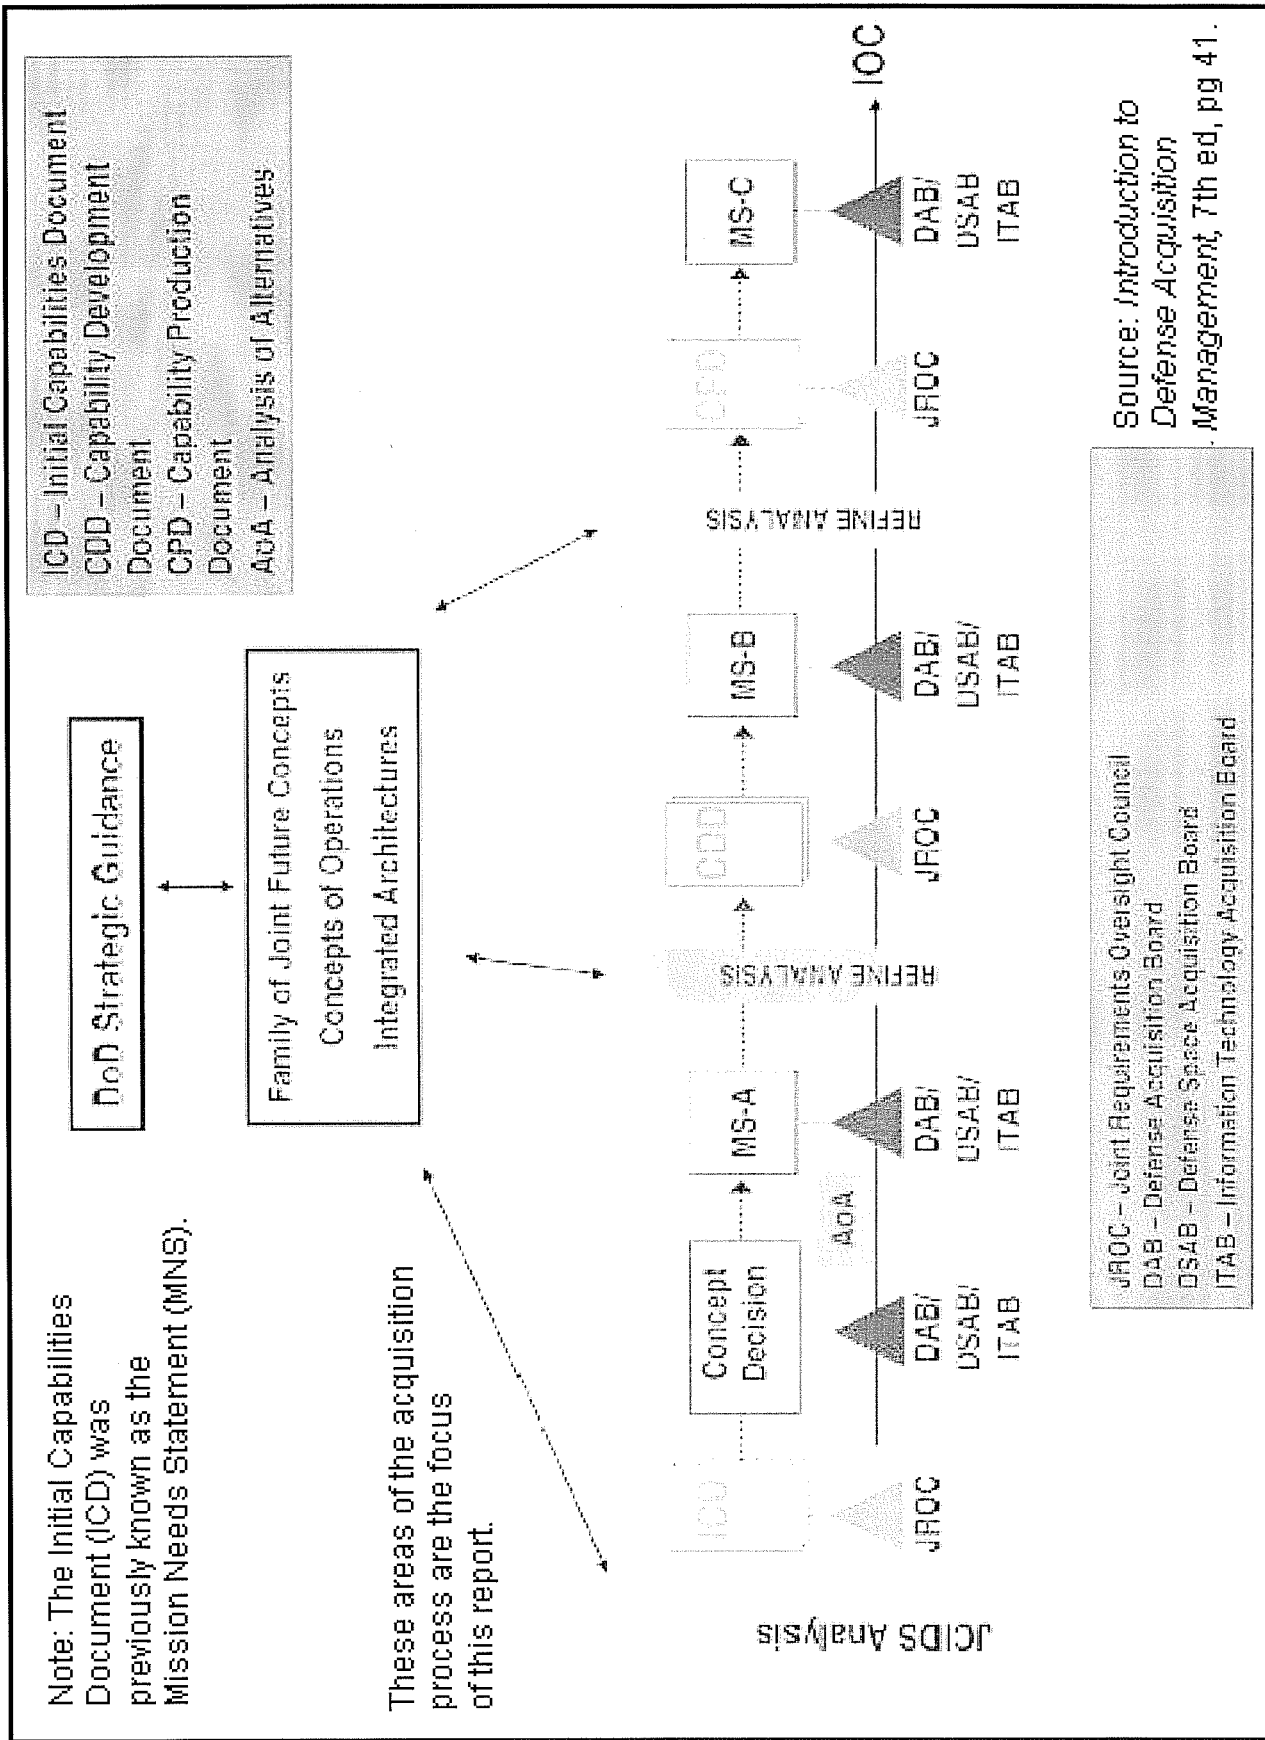 Note: The Initial Capabilities
Document (ICD) was
previously known as the
Mission Needs Statement (MNS).
DoD Strategic Guidance
ICD – Initial Capabilities Document
CDD – Capability Development
Document
CPD – Capability Production
Document
AoA – Analysis of Alternatives
Family of Joint Future Concepts
Concepts of Operations
Integrated Architectures
These areas of the acquisition
process are the focus
of this report.
JCIDS Analysis
ICD
Concept
Decision
MS-A
REFINE ANALYSIS
CDD
MS-B
REFINE ANALYSIS
CPD
MS-C
AoA
IOC
JROC
DAB/
DSAB/
ITAB
DAB/
DSAB/
ITAB
JROC
DAB/
DSAB/
ITAB
JROC
DAB/
DSAB
ITAB
JROC – Joint Requirements Oversight Council
DAB – Defense Acquisition Board
DSAB – Defense Space Acquisition Board
ITAB – Information Technology Acquisition Board
Source: Introduction to
Defense Acquisition
Management, 7th ed, pg 41.